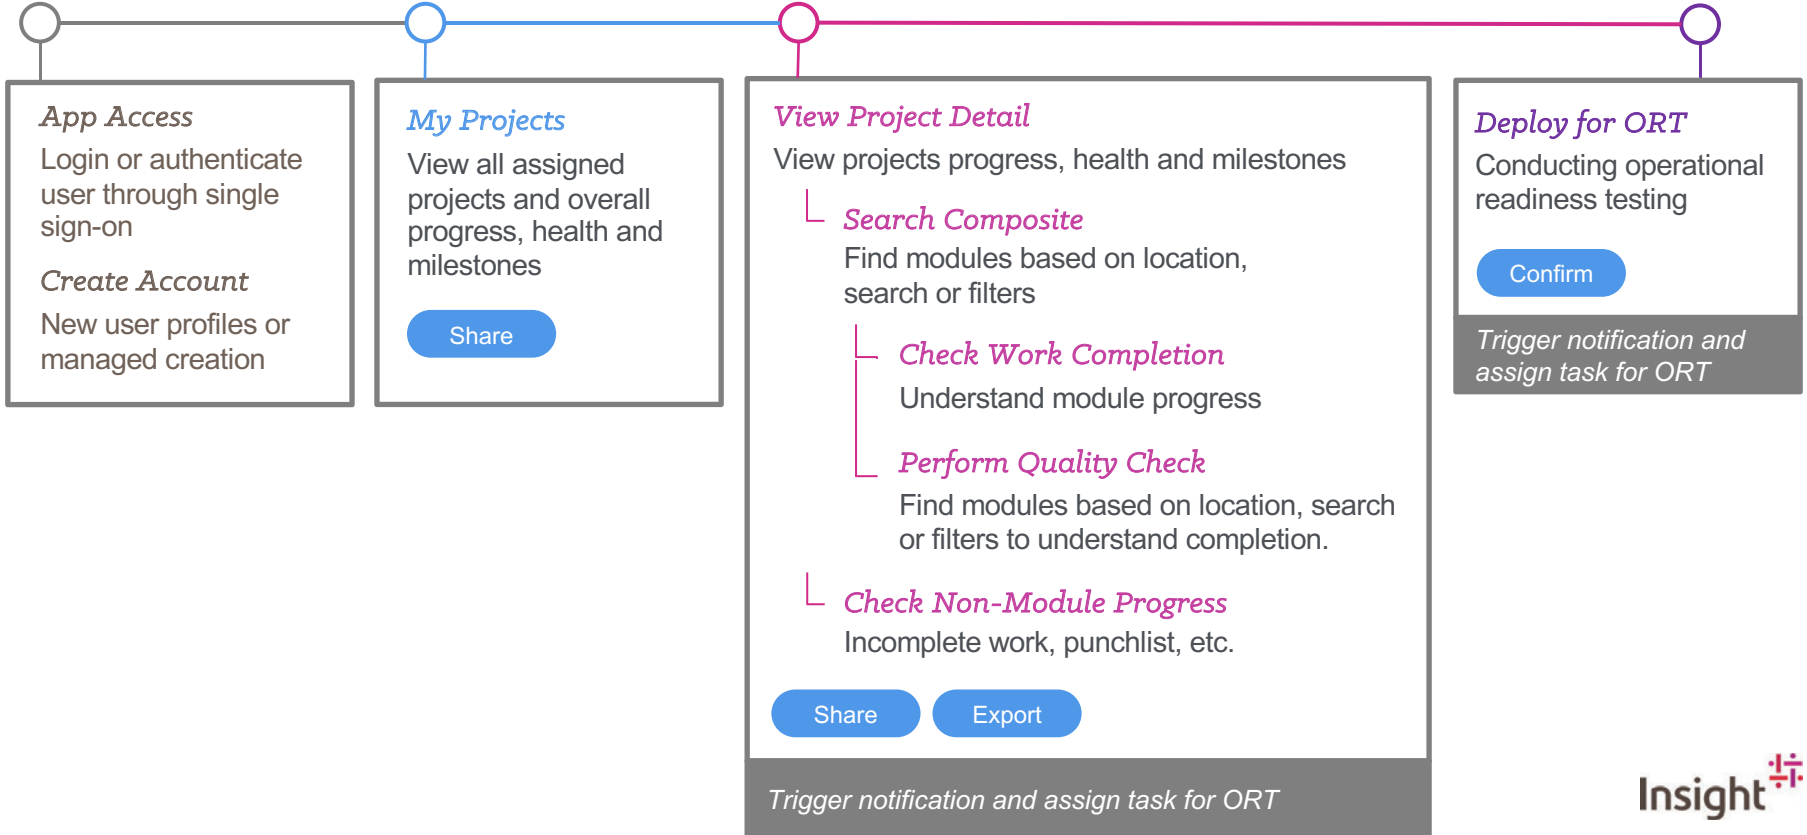 App Access
Login or authenticate
user through single
sign-on
Create Account
New user profiles or
managed creation
My Projects
View all assigned
projects and overall
progress, health and
milestones
Share
View Project Detail
View projects progress, health and milestones
Search Composite
Find modules based on location,
search or filters
Check Work Completion
Understand module progress
Perform Quality Check
Find modules based on location, search
or filters to understand completion.
Check Non-Module Progress
Incomplete work, punchlist, etc.
Share
Export
Trigger notification and assign task for ORT
Deploy for ORT
Conducting operational
readiness testing
Confirm
Trigger notification and
assign task for ORT
Insight